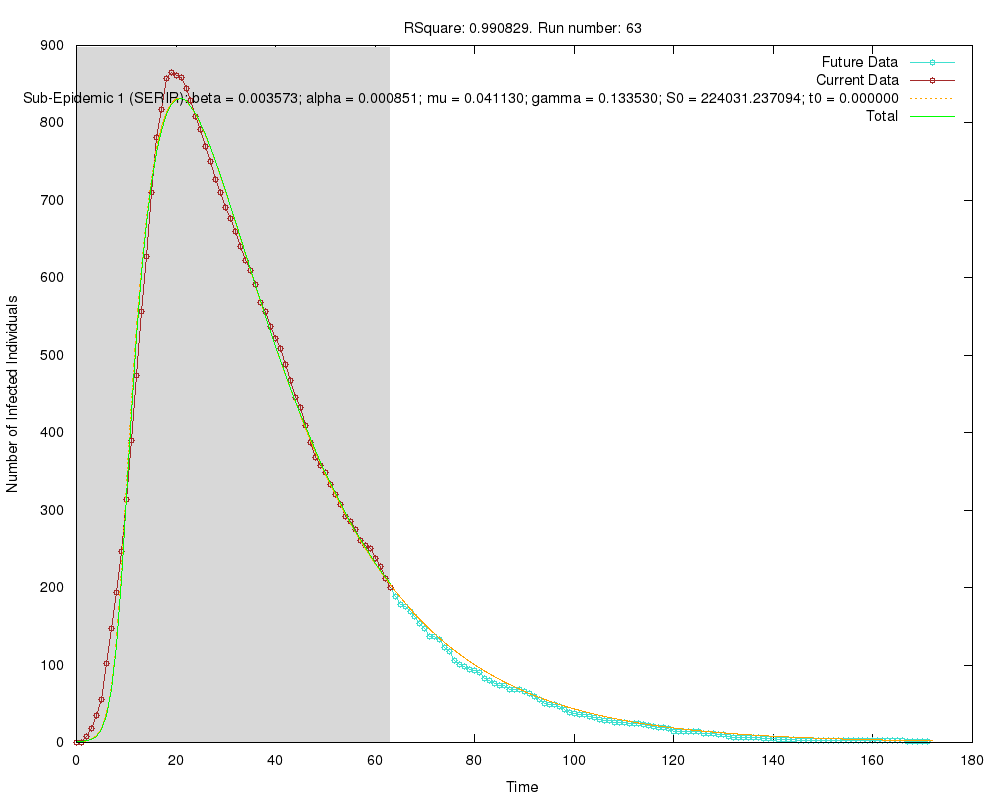 RSquare: 0.990829. Run number: 63
900
800
700
600
500
400
300
200
100
0
Number of Infected Individuals
Future Data
Current Data
Sub-Epidemic 1 (SEIRIP); beta = 0.003573; alpha = 0.000851; mu = 0.041130; gamma = 0.133530; S0 = 224031.237094; t0 = 0.000000
Total
0 20 40 60 80 100 120 140 160 180
Time